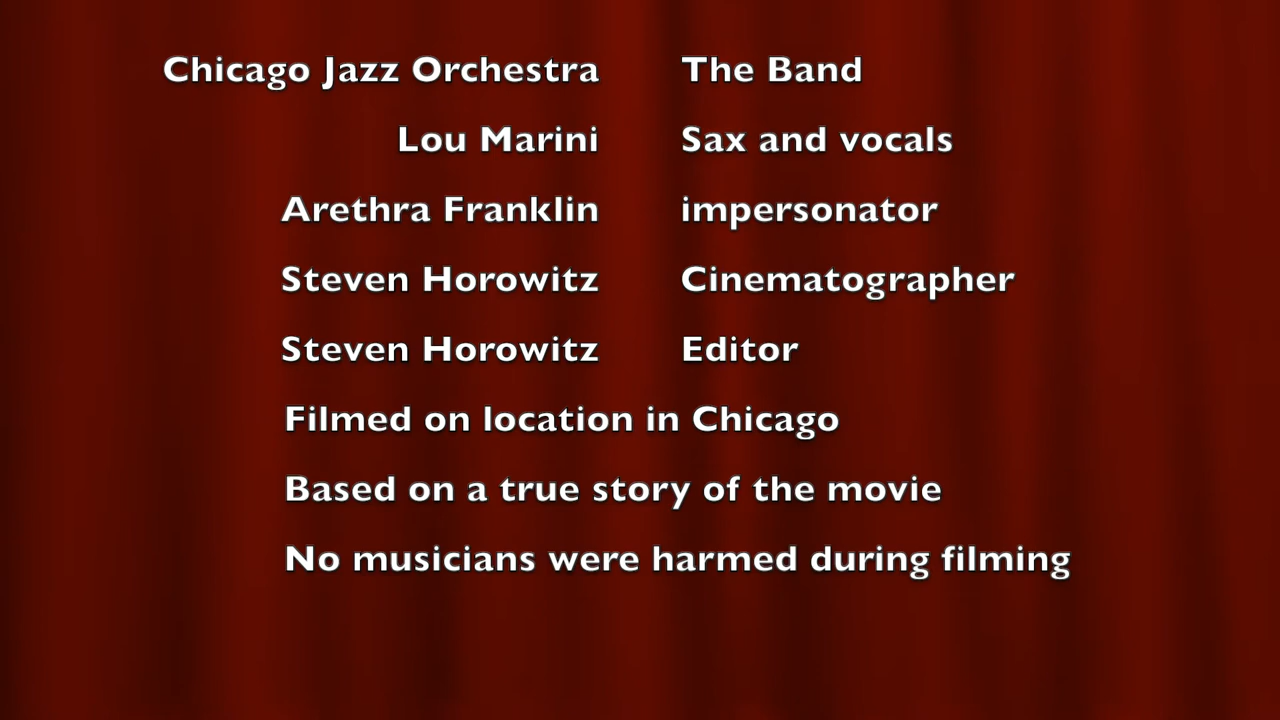 Chicago Jazz Orchestra The Band
Lou Marini Sax and vocals
Arethra Franklin impersonator
Steven Horowitz Cinematographer
Steven Horowitz Editor
Filmed on location in Chicago
Based on a true story of the movie
No musicians were harmed during filming